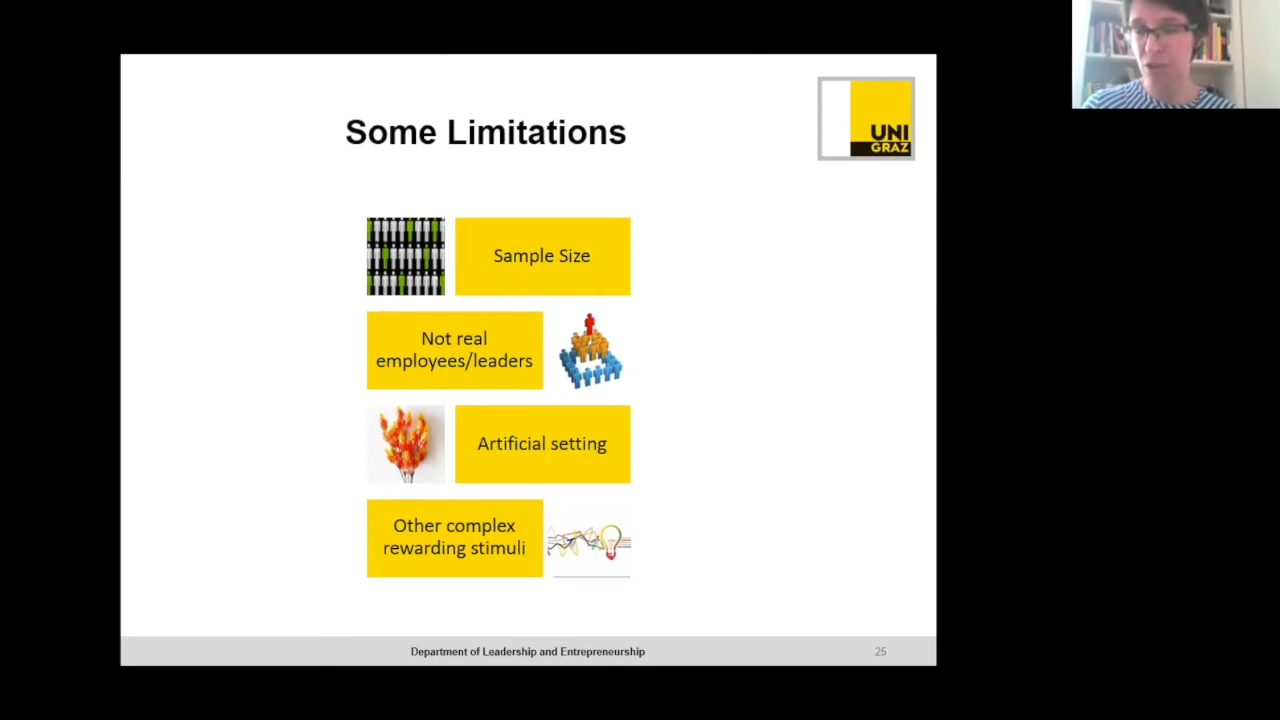 Some Limitations
UNI
GRAZ
Sample Size
Not real
employees/leaders
Artificial setting
Other complex
rewarding stimuli
Department of Leadership and Entrepreneurship
25